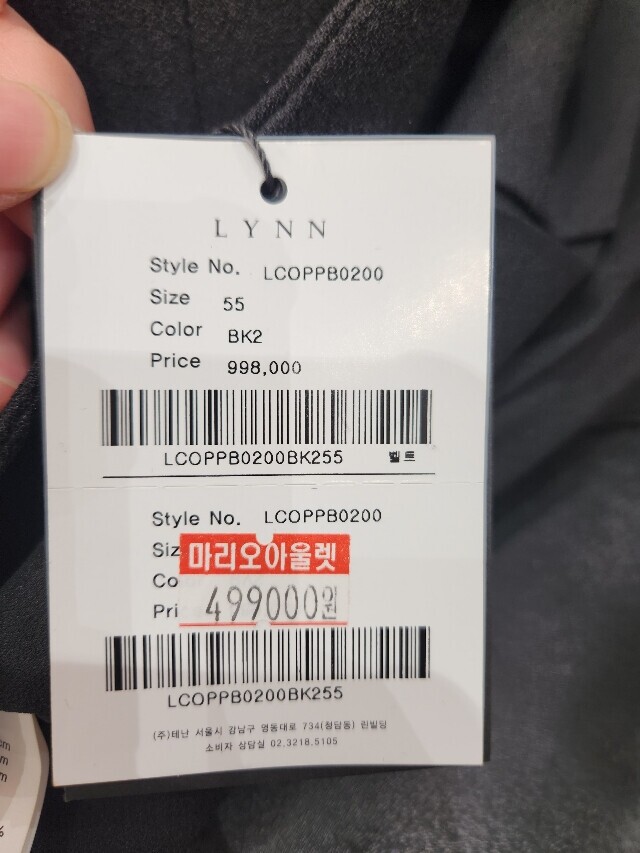 LYNN
Style No. LCOPPB0200
Size 55
Color BK2
Price 998,000
LCOPPB0200BK255 벨트
Style No. LCOPPB0200
Siz 마리오아울렛
Co
Pri 499000원
LCOPPB0200BK255
(주)테넌 서울시 강남구 영동대로 734(청담동) 린빌딩
소비자 상담실 02.3218.5105
cm
m
m
%